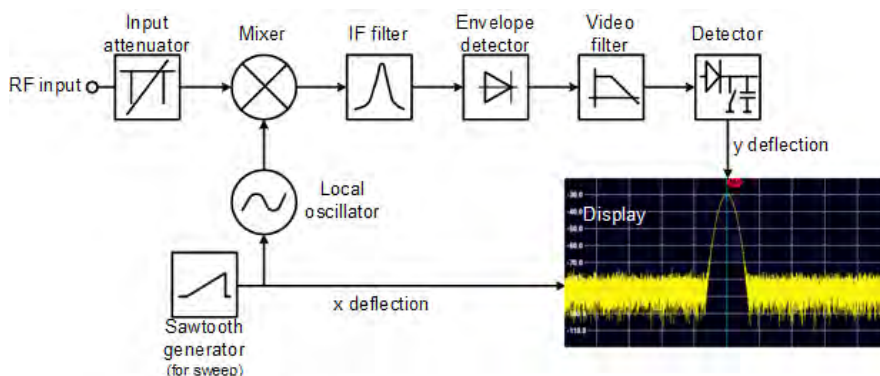 Input
attenuator
Mixer
IF filter
Envelope
detector
Video
filter
Detector
RF input
y deflection
Local
oscillator
Display
x deflection
Sawtooth
generator
(for sweep)